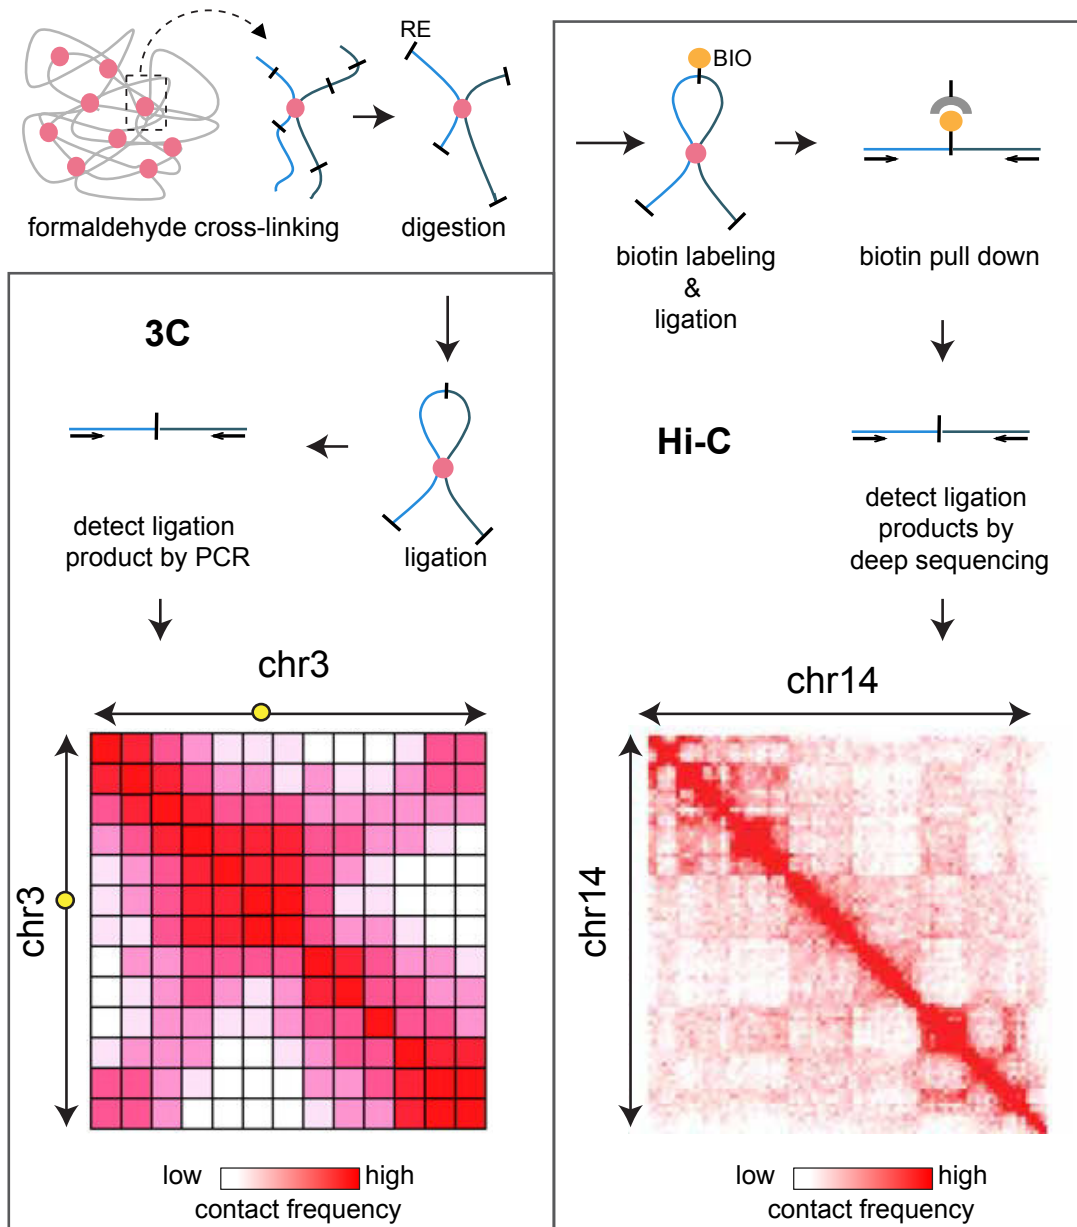 RE
formaldehyde cross-linking
digestion
BIO
biotin labeling
&
ligation
biotin pull down
3C
detect ligation
product by PCR
ligation
chr3
chr3
low
high
contact frequency
Hi-C
detect ligation
products by
deep sequencing
chr14
chr14
low
high
contact frequency